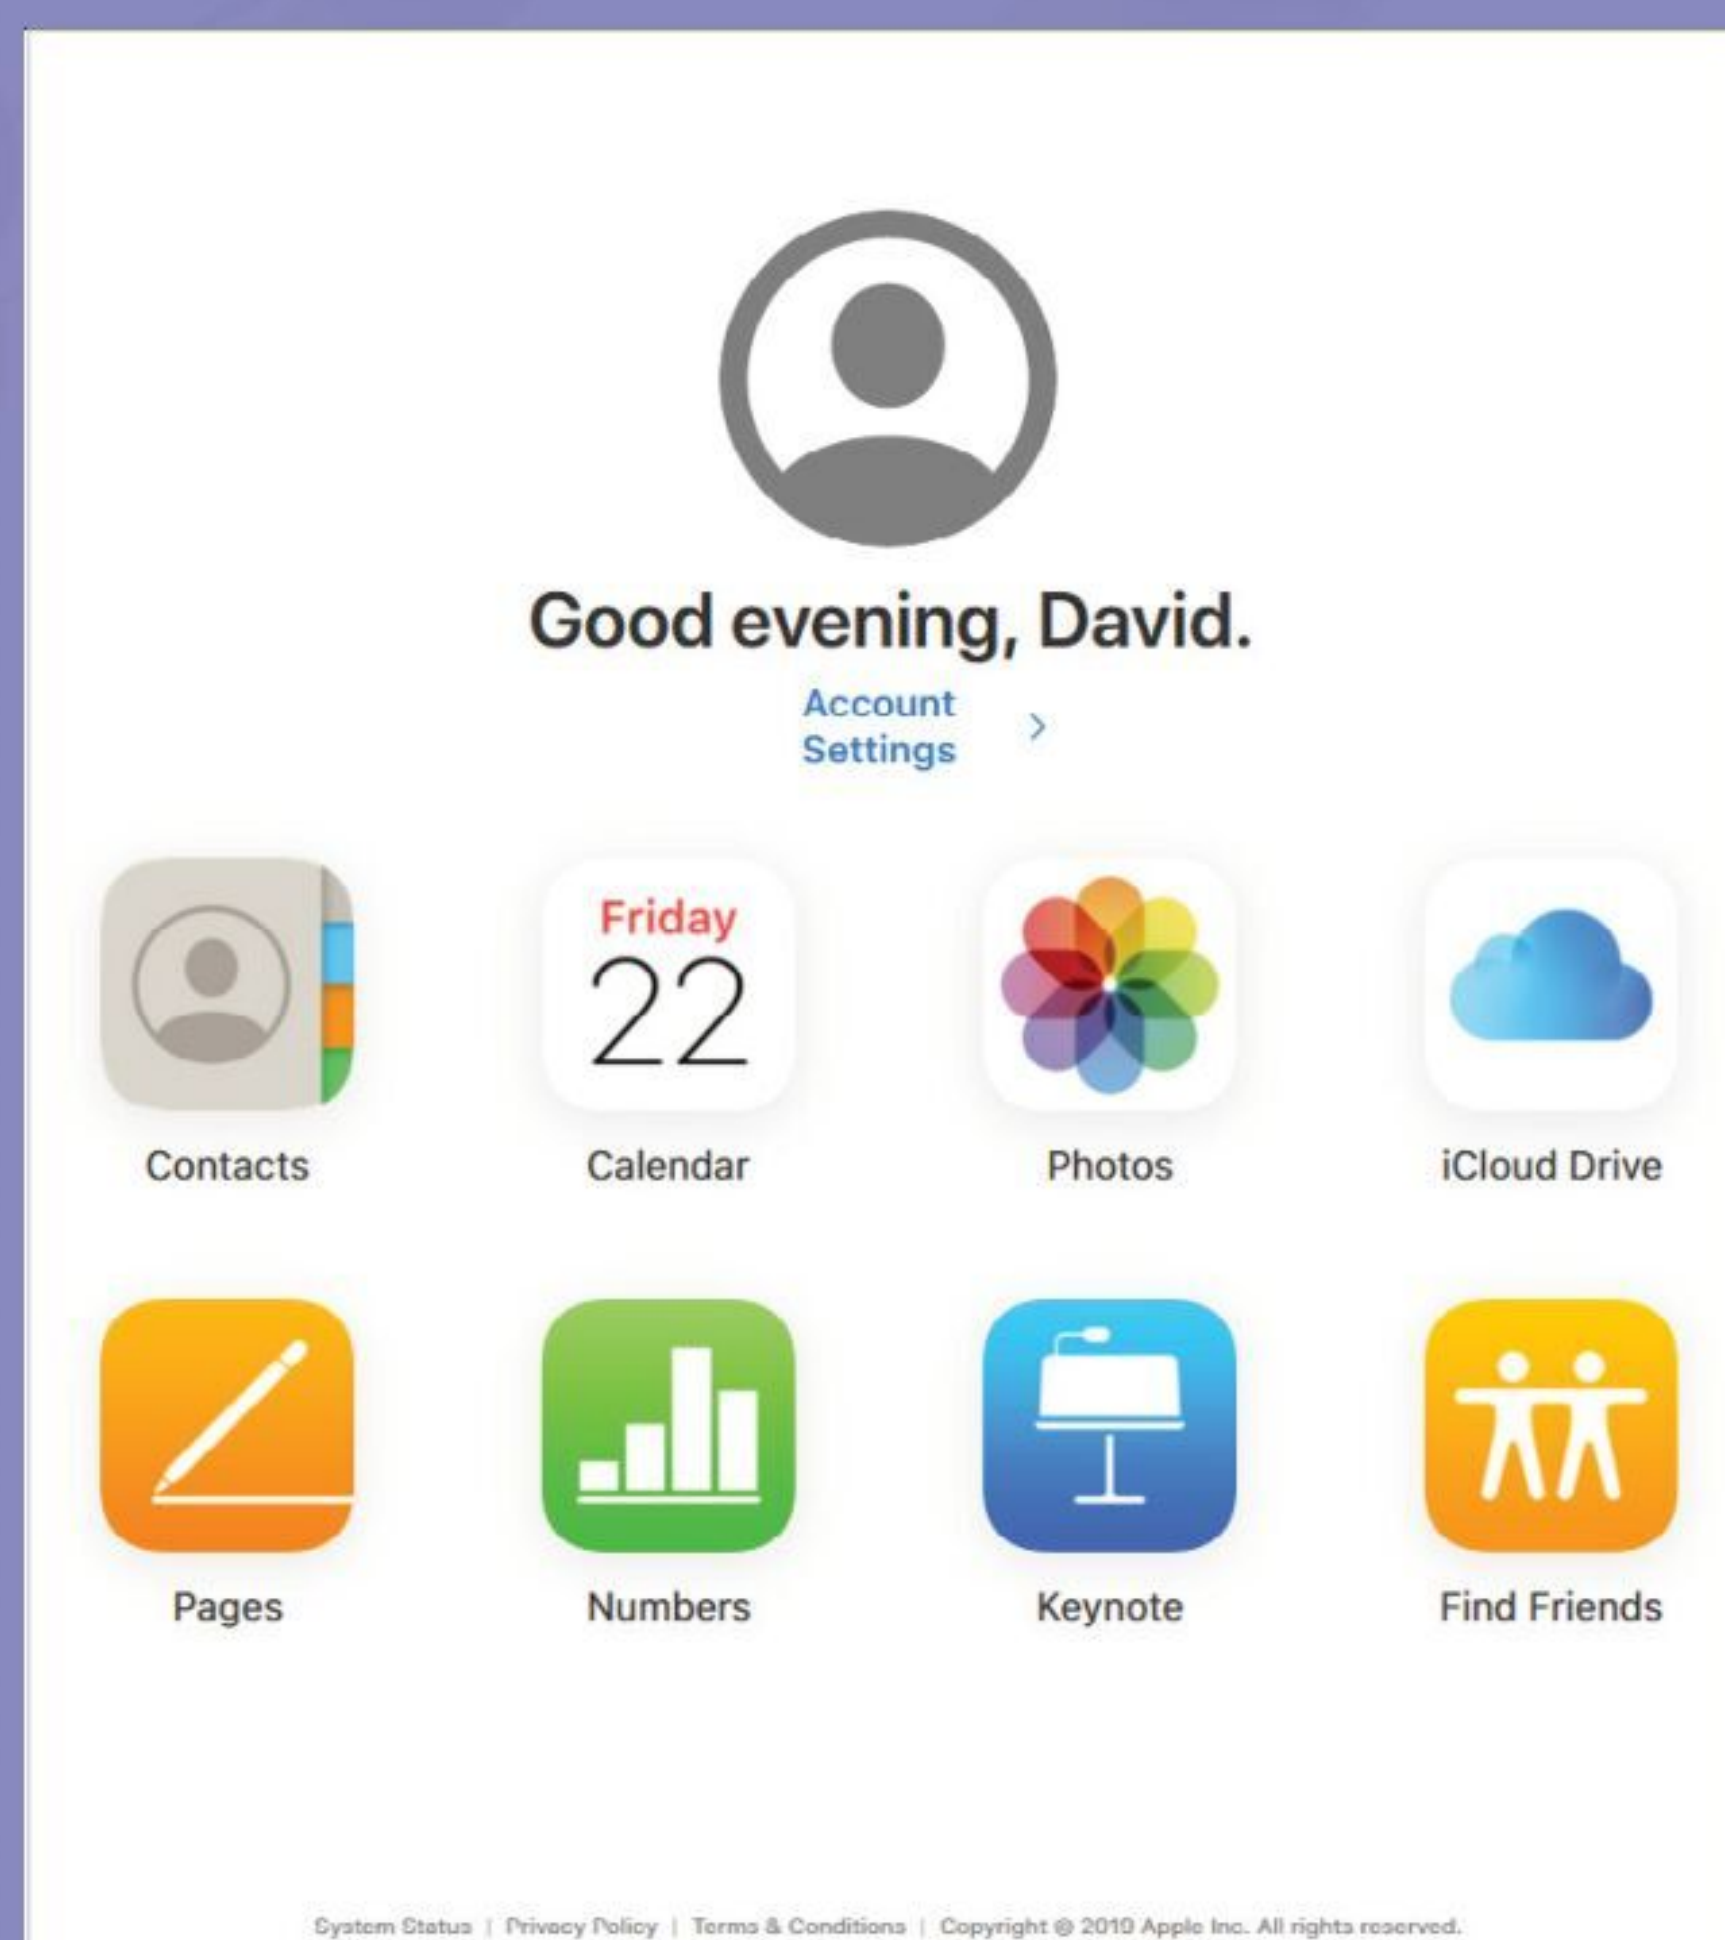 Good evening, David.
Account
Settings
Friday
22
Contacts
Calendar
Photos
iCloud Drive
Pages
Numbers
Keynote
Find Friends
System Status | Privacy Policy | Terms & Conditions | Copyright © 2019 Apple Inc. All rights reserved.